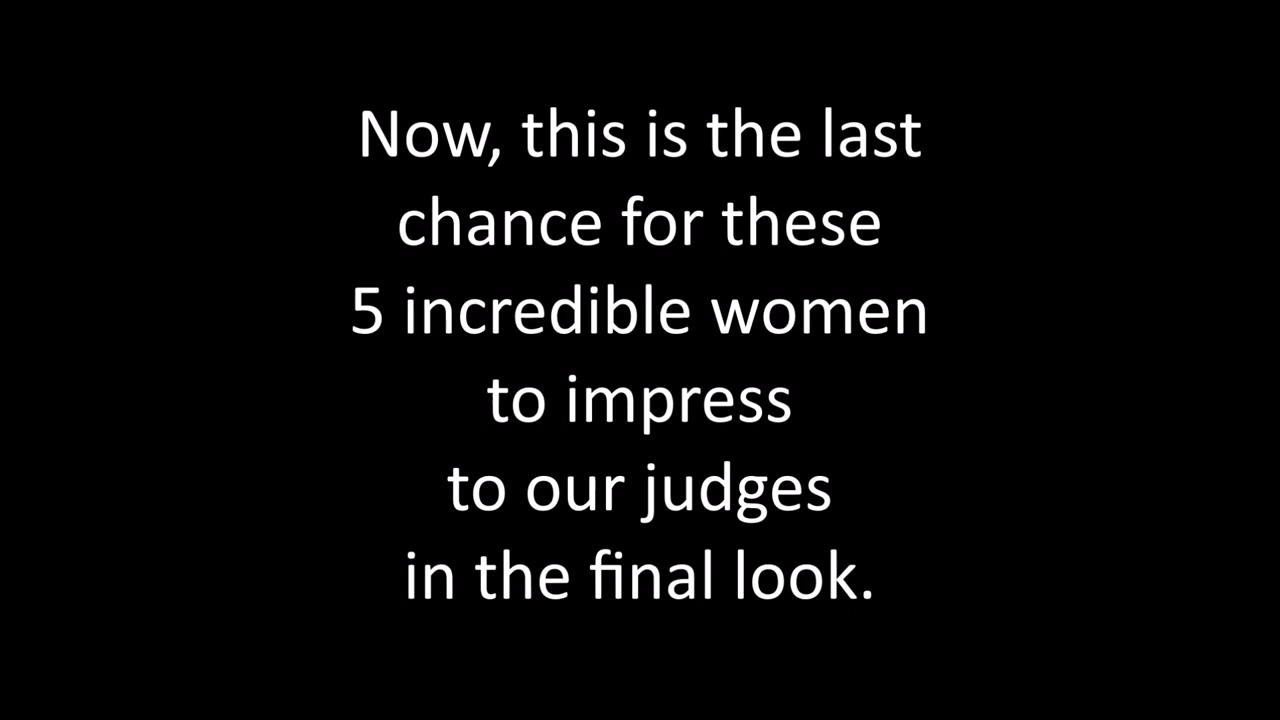 Now, this is the last
chance for these
5 incredible women
to impress
to our judges
in the final look.